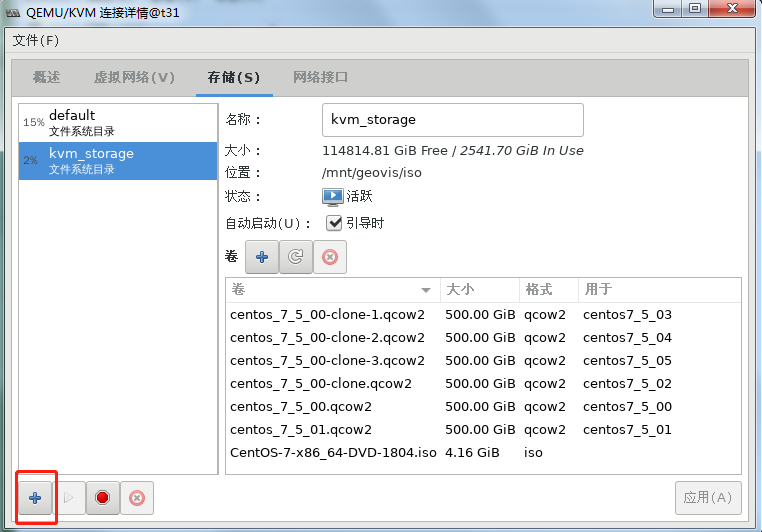 QEMU/KVM 连接详情@t31
文件(F)
概述 虚拟网络(V) 存储(S) 网络接口
15% default
文件系统目录
2% kvm_storage
文件系统目录
名称： kvm_storage
大小： 114814.81 GiB Free / 2541.70 GiB In Use
位置： /mnt/geovis/iso
状态： 活跃
自动启动(U)： 引导时
卷
卷 大小 格式 用于
centos_7_5_00-clone-1.qcow2 500.00 GiB qcow2 centos7_5_03
centos_7_5_00-clone-2.qcow2 500.00 GiB qcow2 centos7_5_04
centos_7_5_00-clone-3.qcow2 500.00 GiB qcow2 centos7_5_05
centos_7_5_00-clone.qcow2 500.00 GiB qcow2 centos7_5_02
centos_7_5_00.qcow2 500.00 GiB qcow2 centos7_5_00
centos_7_5_01.qcow2 500.00 GiB qcow2 centos7_5_01
CentOS-7-x86_64-DVD-1804.iso 4.16 GiB iso
应用(A)